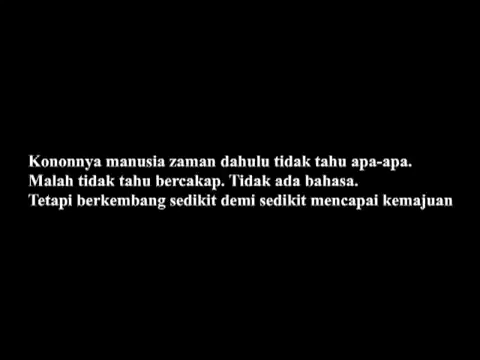 Kononnya manusia zaman dahulu tidak tahu apa-apa.
Malah tidak tahu bercakap. Tidak ada bahasa.
Tetapi berkembang sedikit demi sedikit mencapai kemajuan